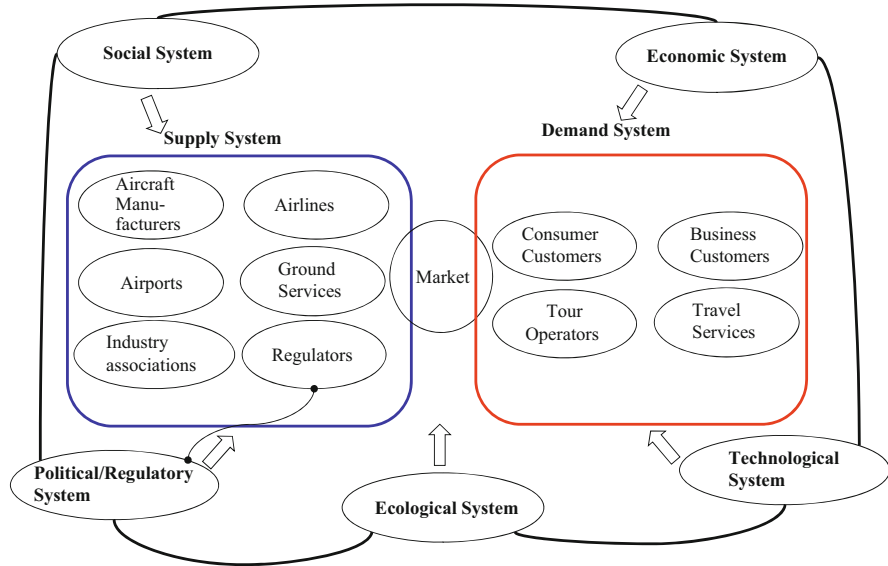 Social System
Economic System
Supply System
Demand System
Aircraft
Manu-
facturers
Airlines
Airports
Ground
Services
Industry
associations
Regulators
Market
Consumer
Customers
Business
Customers
Tour
Operators
Travel
Services
Political/Regulatory
System
Ecological System
Technological
System